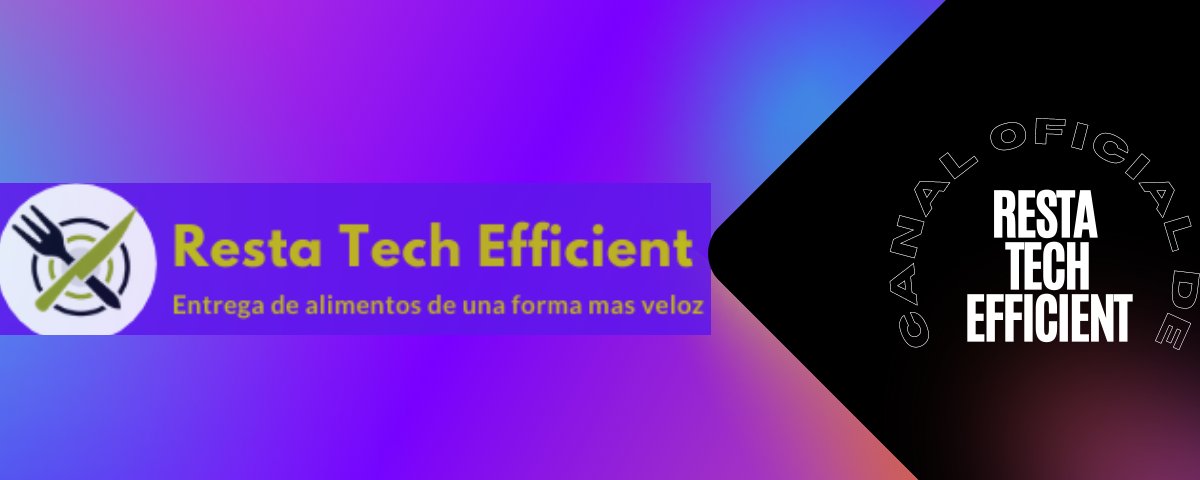 Resta Tech Efficient
Entrega de alimentos de una forma mas veloz
CANAL OFICIAL DE
RESTA
TECH
EFFICIENT